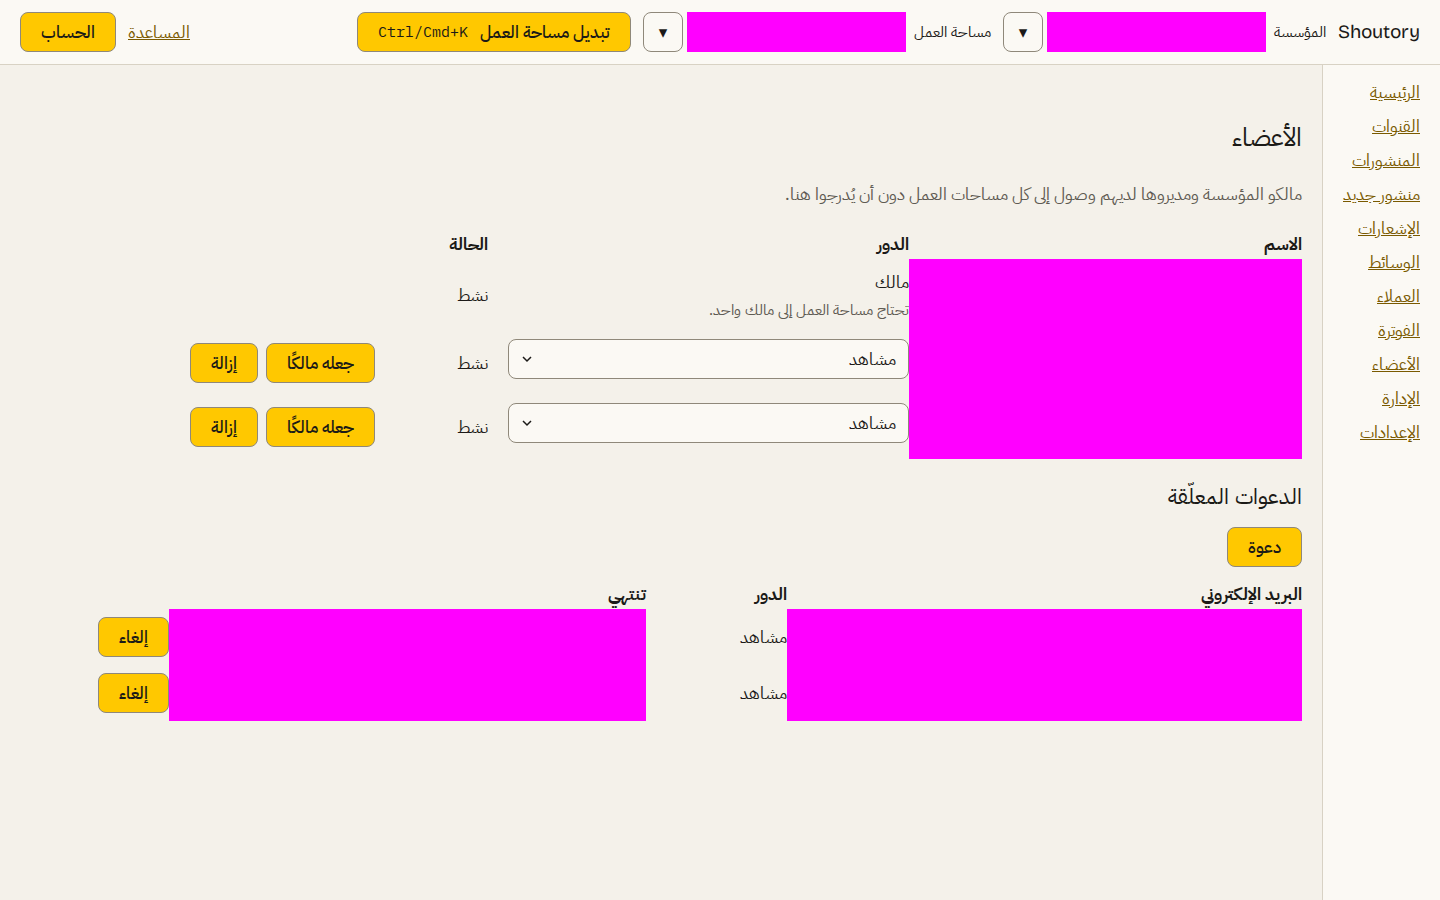 Shoutory
المؤسسة
▼
مساحة العمل
▼
تبديل مساحة العمل Ctrl/Cmd+K
المساعدة
الحساب
الرئيسية
القنوات
المنشورات
منشور جديد
الإشعارات
الوسائط
العملاء
الفوترة
الأعضاء
الإدارة
الإعدادات
الأعضاء
مالكو المؤسسة ومديروها لديهم وصول إلى كل مساحات العمل دون أن يُدرجوا هنا.
الاسم الدور الحالة
مالك نشط
تحتاج مساحة العمل إلى مالك واحد.
مشاهد نشط جعله مالكًا إزالة
مشاهد نشط جعله مالكًا إزالة
الدعوات المعلّقة
دعوة
البريد الإلكتروني الدور تنتهي
مشاهد إلغاء
مشاهد إلغاء